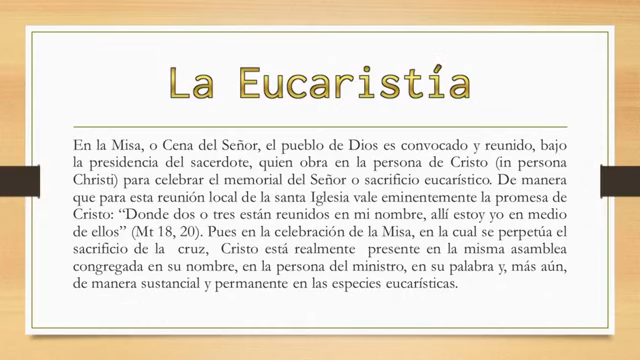 La Eucaristía
En la Misa, o Cena del Señor, el pueblo de Dios es convocado y reunido, bajo
la presidencia del sacerdote, quien obra en la persona de Cristo (in persona
Christi) para celebrar el memorial del Señor o sacrificio eucarístico. De manera
que para esta reunión local de la santa Iglesia vale eminentemente la promesa de
Cristo: “Donde dos o tres están reunidos en mi nombre, allí estoy yo en medio
de ellos” (Mt 18, 20). Pues en la celebración de la Misa, en la cual se perpetúa el
sacrificio de la cruz, Cristo está realmente presente en la misma asamblea
congregada en su nombre, en la persona del ministro, en su palabra y, más aún,
de manera sustancial y permanente en las especies eucarísticas.